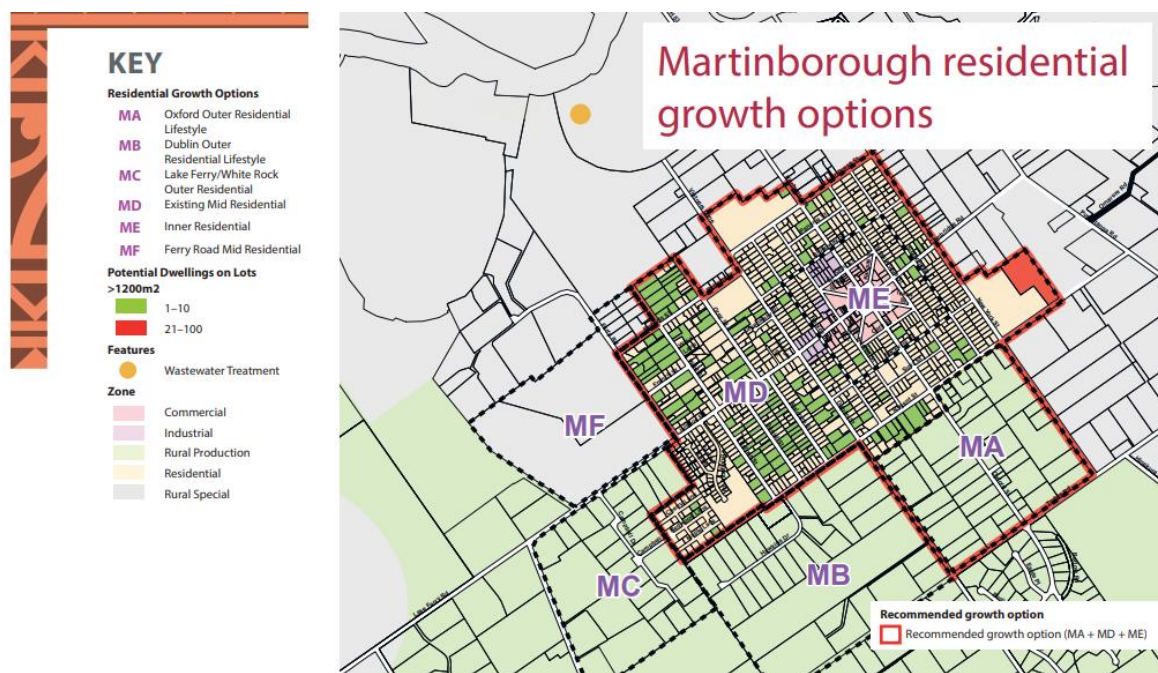 KEY
Residential Growth Options
MA Oxford Outer Residential
Lifestyle
MB Dublin Outer
Residential Lifestyle
MC Lake Ferry/White Rock
Outer Residential
MD Existing Mid Residential
ME Inner Residential
MF Ferry Road Mid Residential
Potential Dwellings on Lots
>1200m2
1–10
21–100
Features
Wastewater Treatment
Zone
Commercial
Industrial
Rural Production
Residential
Rural Special
Martinborough residential
growth options
ME
MD
MF
MA
MB
MC
Recommended growth option
Recommended growth option (MA + MD + ME)